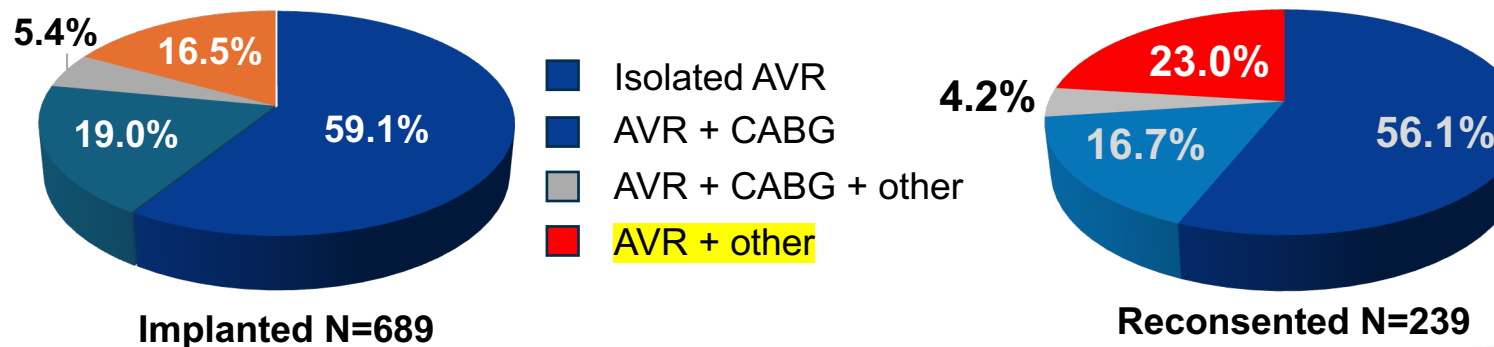 5.4%
16.5%
19.0%
59.1%
Implanted N=689
Isolated AVR
AVR + CABG
AVR + CABG + other
AVR + other
4.2%
23.0%
16.7%
56.1%
Reconsented N=239